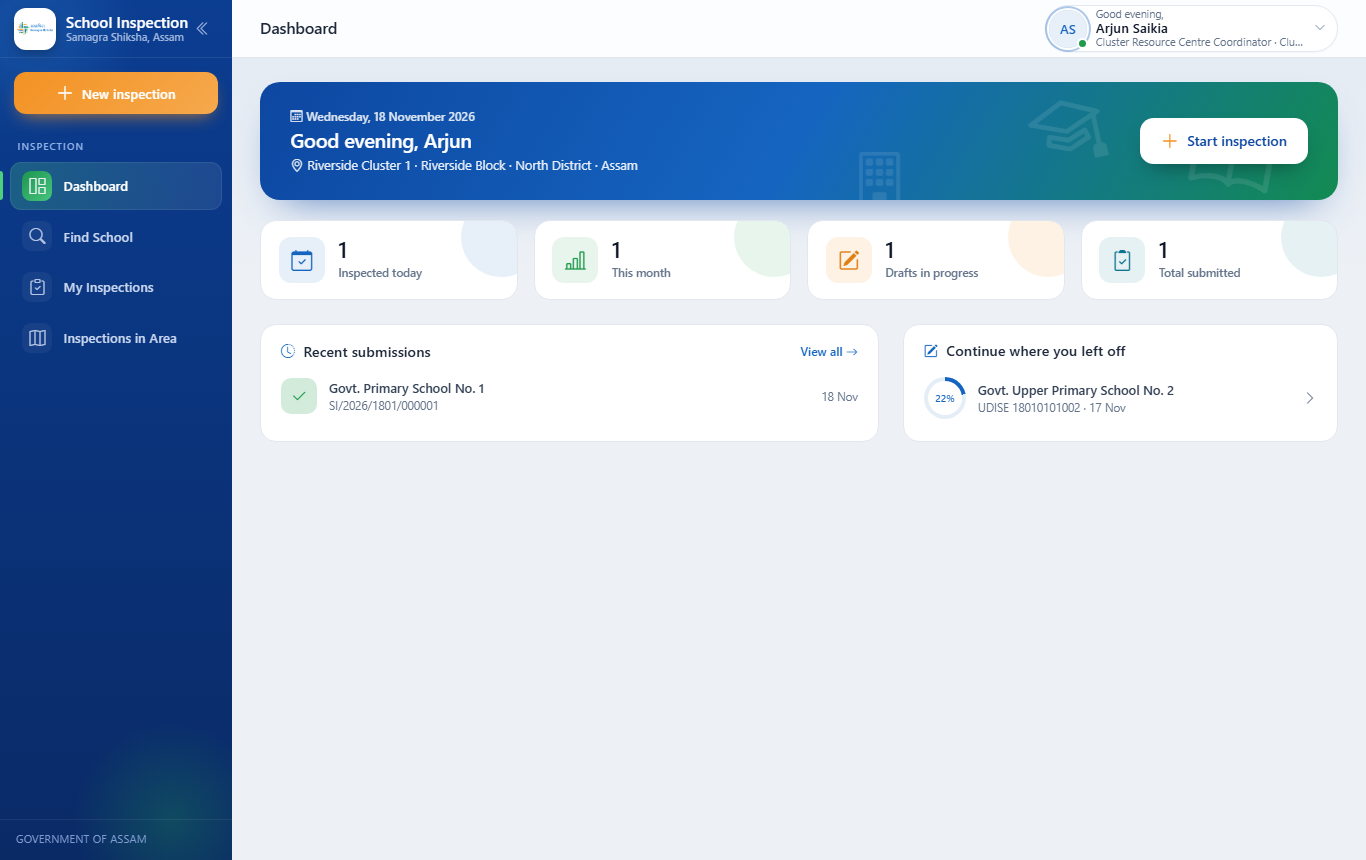 School Inspection
Samagra Shiksha, Assam
New inspection
INSPECTION
Dashboard
Find School
My Inspections
Inspections in Area
GOVERNMENT OF ASSAM
Dashboard
AS
Good evening,
Arjun Saikia
Cluster Resource Centre Coordinator · Clu...
Wednesday, 18 November 2026
Good evening, Arjun
Riverside Cluster 1 · Riverside Block · North District · Assam
Start inspection
1
Inspected today
1
This month
1
Drafts in progress
1
Total submitted
Recent submissions
View all →
Govt. Primary School No. 1
SI/2026/1801/000001
18 Nov
Continue where you left off
22%
Govt. Upper Primary School No. 2
UDISE 18010101002 · 17 Nov